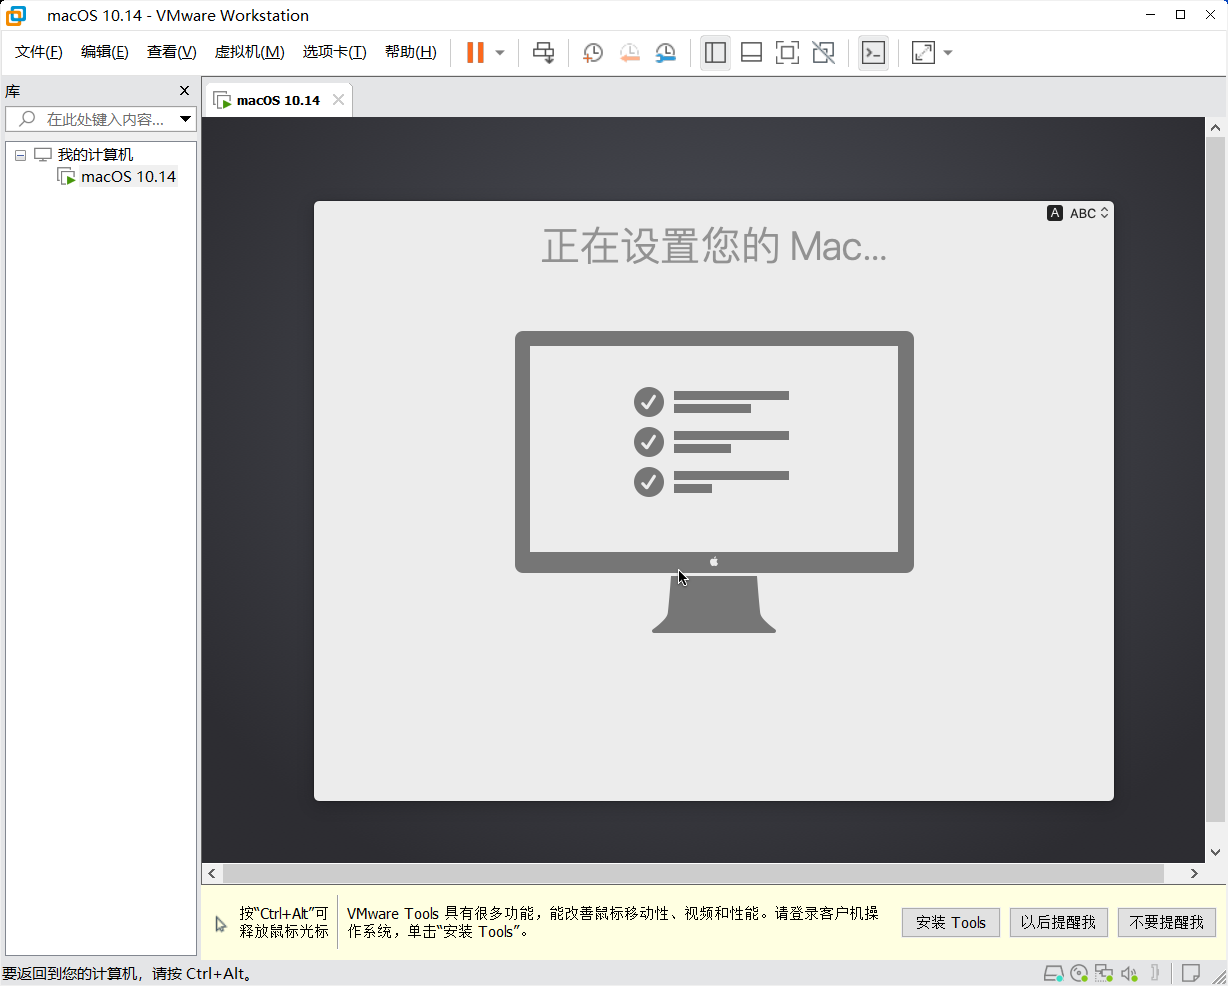 macOS 10.14 - VMware Workstation
文件(F) 编辑(E) 查看(V) 虚拟机(M) 选项卡(T) 帮助(H)
库
在此处键入内容...
我的计算机
macOS 10.14
macOS 10.14
A ABC
正在设置您的 Mac...
按“Ctrl+Alt”可
释放鼠标光标
VMware Tools 具有很多功能，能改善鼠标移动性、视频和性能。请登录客户机操
作系统，单击“安装 Tools”。
安装 Tools
以后提醒我
不要提醒我
要返回到您的计算机，请按 Ctrl+Alt。